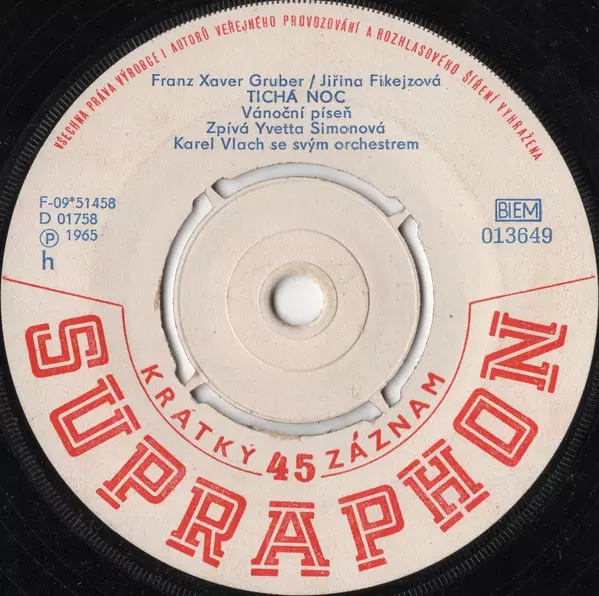 VŠECHNA PRÁVA VÝROBCE I AUTORŮ VEŘEJNÉHO PROVOZOVÁNÍ A ROZHLASOVÉHO ŠÍŘENÍ VYHRAŽENA
Franz Xaver Gruber / Jiřina Fikejzová
TICHÁ NOC
Vánoční píseň
Zpívá Yvetta Simonová
Karel Vlach se svým orchestrem
F-09*51458
D 01758
Ⓟ 1965
h
BIEM
013649
KRÁTKÝ 45 ZÁZNAM
SUPRAPHON